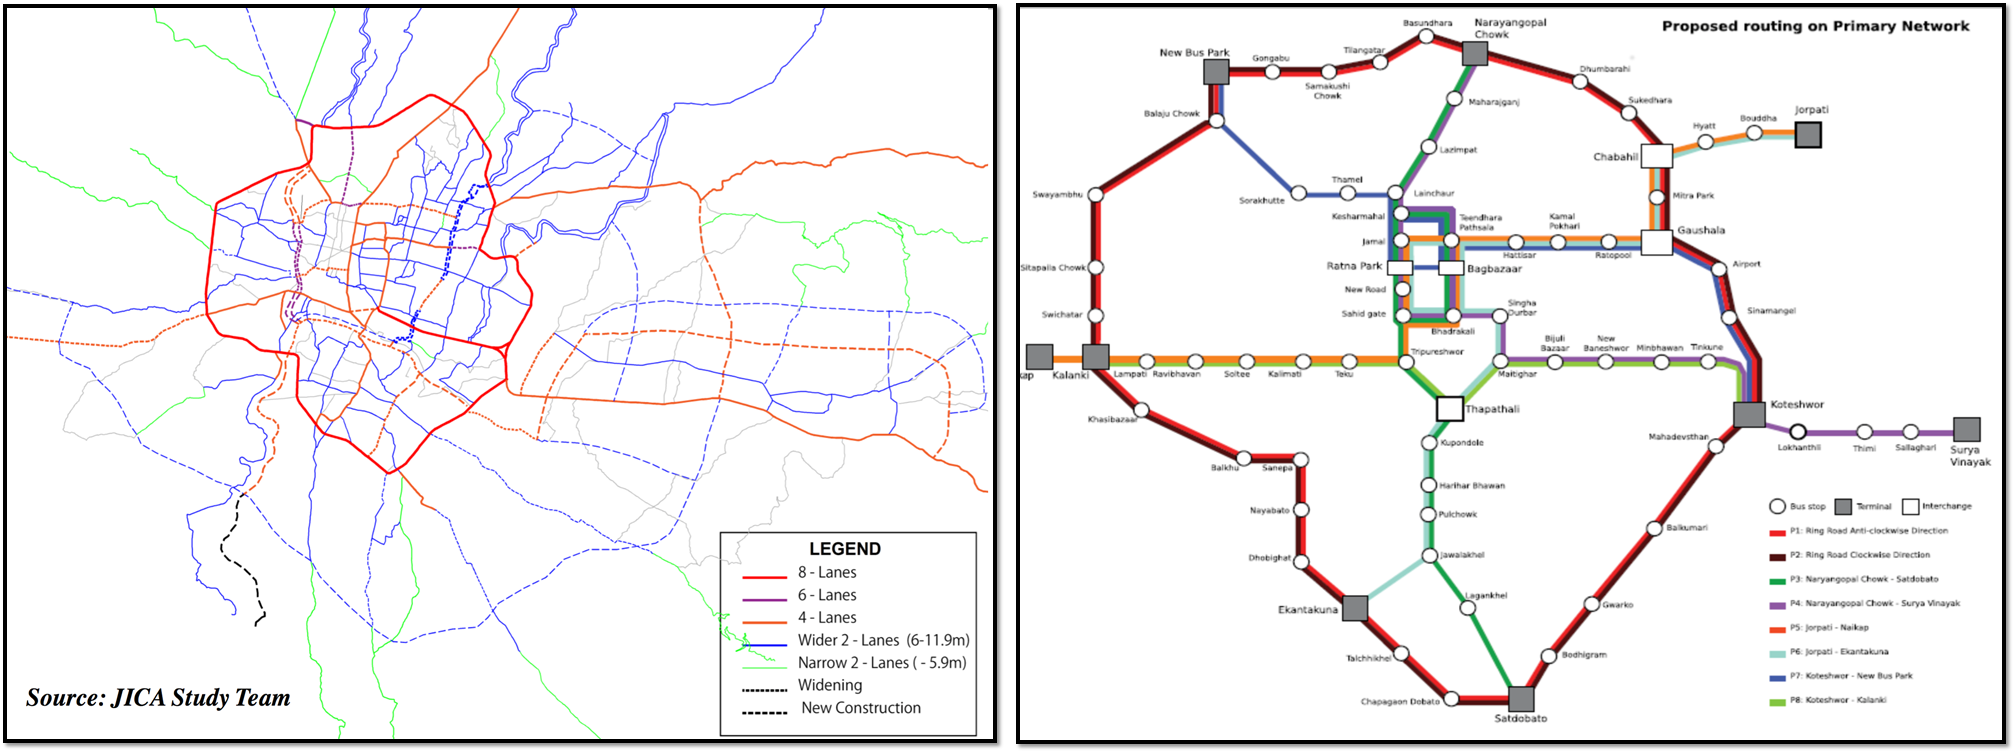 LEGEND
8 - Lanes
6 - Lanes
4 - Lanes
Wider 2 - Lanes (6-11.9m)
Narrow 2 - Lanes ( - 5.9m)
Widening
New Construction
Source: JICA Study Team
Proposed routing on Primary Network
Basundhara
Narayangopal
Chowk
New Bus Park
Gongabu
Tilangatar
Samakushi
Chowk
Dhumbarahi
Balaju Chowk
Maharajganj
Sukedhara
Jorpati
Hyatt
Bouddha
Chabahil
Lazimpat
Swayambhu
Sorakhutte
Thamel
Lainchaur
Mitra Park
Kesharmahal
Teendhara
Pathsala
Kamal
Pokhari
Gaushala
Jamal
Hattisar
Ratopool
Sitapaila Chowk
Ratna Park
Bagbazaar
Airport
New Road
Swichatar
Sahid gate
Bhadrakali
Singha
Durbar
Sinamangel
Tripureshwor
Bijuli
Bazaar
New
Baneshwor
Minbhawan
Tinkune
kap
Kalanki
Lampati
Ravibhavan
Soltee
Kalimati
Teku
Maitighar
Khasibazaar
Thapathali
Koteshwor
Kupondole
Mahadevsthan
Lokhanthli
Thimi
Sallaghari
Surya
Vinayak
Balkhu
Sanepa
Harihar Bhawan
Nayabato
Pulchowk
Balkumari
Dhobighat
Jawalakhel
Ekantakuna
Lagankhel
Gwarko
Talchhikhel
Bodhigram
Chapagaon Dobato
Satdobato
Bus stop
Terminal
Interchange
P1: Ring Road Anti-clockwise Direction
P2: Ring Road Clockwise Direction
P3: Naryangopal Chowk - Satdobato
P4: Narayangopal Chowk - Surya Vinayak
P5: Jorpati - Naikap
P6: Jorpati - Ekantakuna
P7: Koteshwor - New Bus Park
P8: Koteshwor - Kalanki